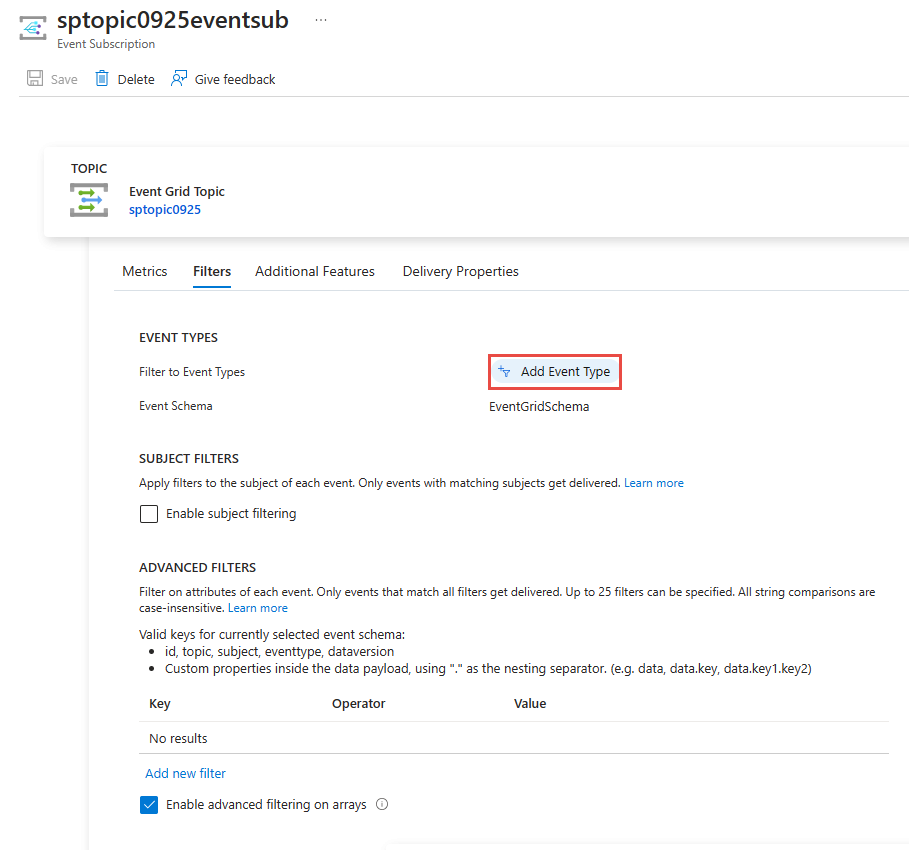 sptopic0925eventsub ...
Event Subscription
Save Delete Give feedback
TOPIC
Event Grid Topic
sptopic0925
Metrics Filters Additional Features Delivery Properties
EVENT TYPES
Filter to Event Types Add Event Type
Event Schema EventGridSchema
SUBJECT FILTERS
Apply filters to the subject of each event. Only events with matching subjects get delivered. Learn more
Enable subject filtering
ADVANCED FILTERS
Filter on attributes of each event. Only events that match all filters get delivered. Up to 25 filters can be specified. All string comparisons are
case-insensitive. Learn more
Valid keys for currently selected event schema:
• id, topic, subject, eventtype, dataversion
• Custom properties inside the data payload, using "." as the nesting separator. (e.g. data, data.key, data.key1.key2)
Key Operator Value
No results
Add new filter
Enable advanced filtering on arrays